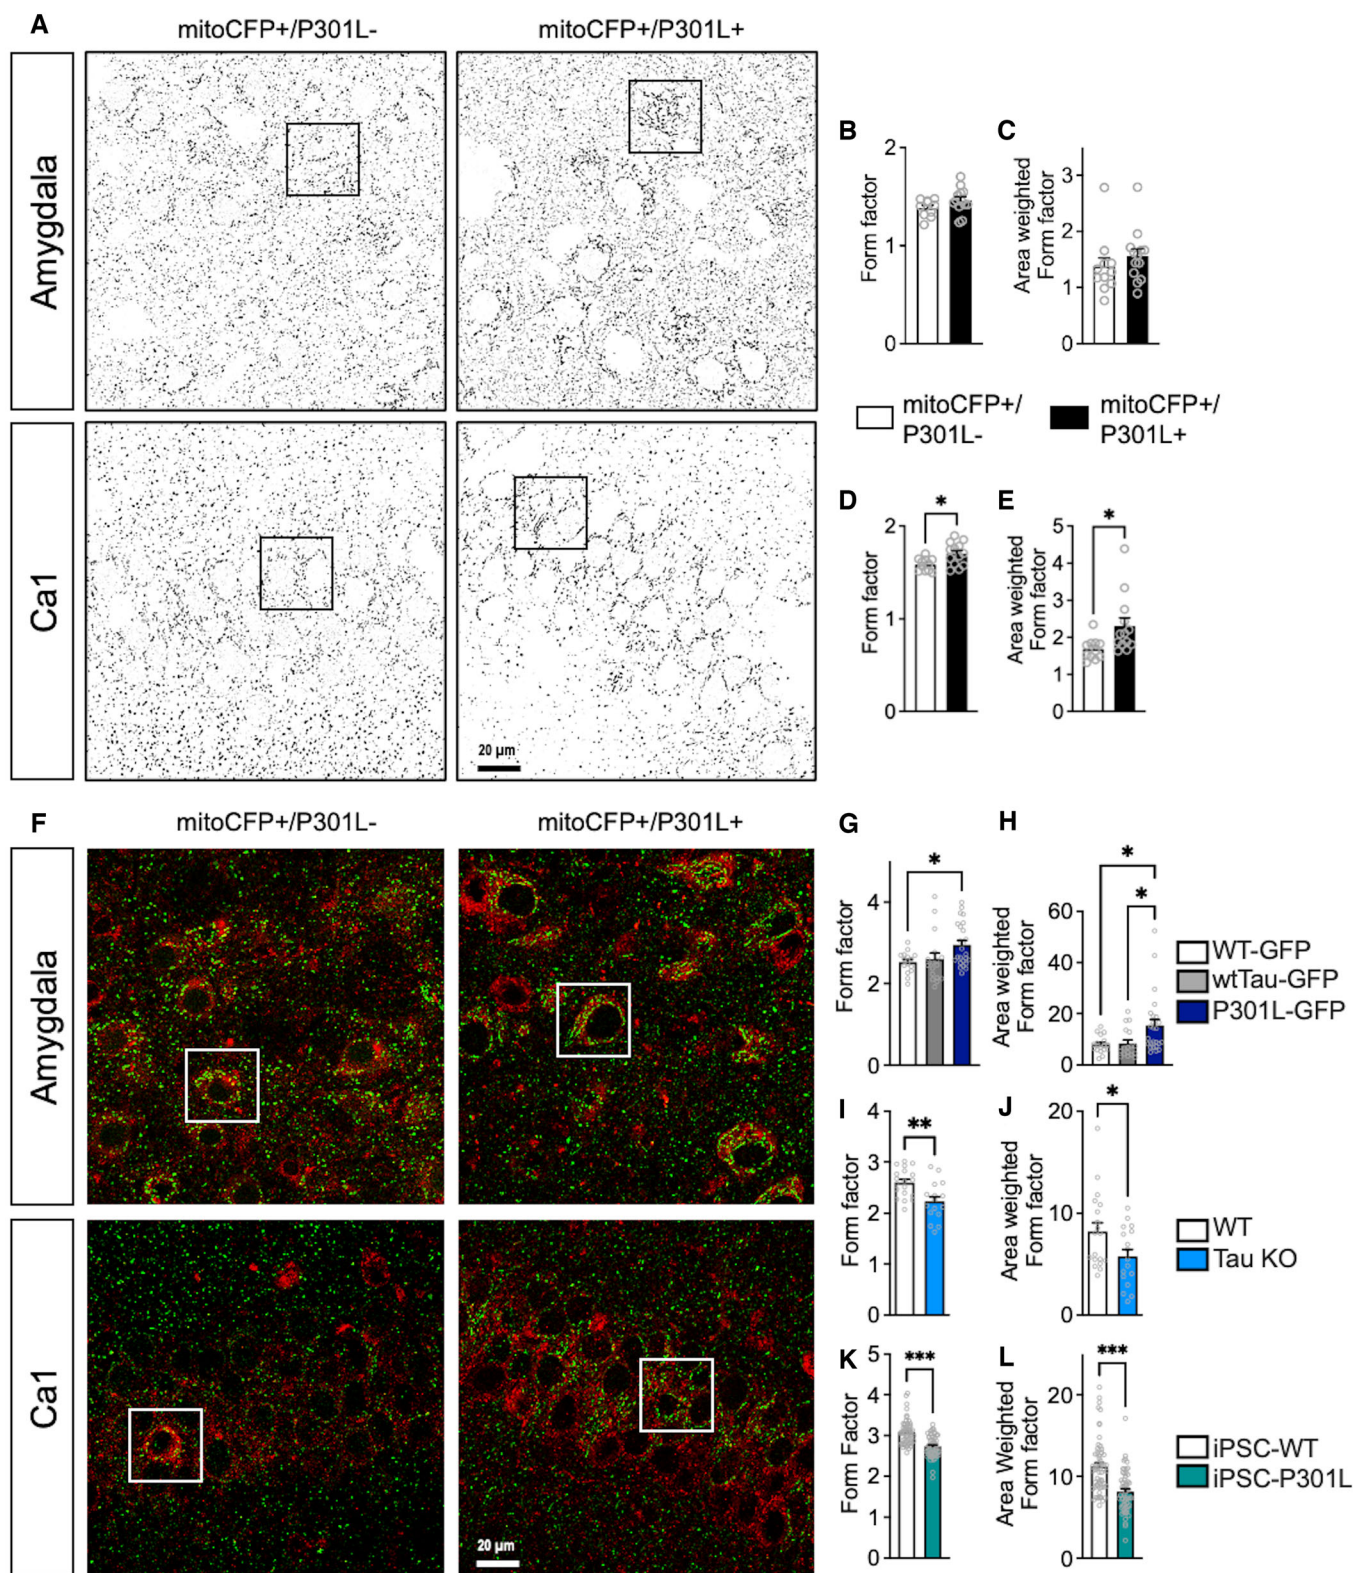 A
mitoCFP+/P301L-
mitoCFP+/P301L+
Amygdala
Ca1
20 µm
B
Form factor
2
1
0
C
Area weighted
Form factor
3
2
1
0
mitoCFP+/
P301L-
mitoCFP+/
P301L+
D
Form factor
2
1
0
*
E
Area weighted
Form factor
5
4
3
2
1
0
*
F
mitoCFP+/P301L-
mitoCFP+/P301L+
Amygdala
Ca1
20 µm
G
Form factor
4
2
0
*
H
Area weighted
Form factor
60
40
20
0
*
*
WT-GFP
wtTau-GFP
P301L-GFP
I
Form factor
4
3
2
1
0
**
J
Area weighted
Form factor
20
10
0
*
WT
Tau KO
K
Form Factor
5
4
3
2
1
0
***
L
Area Weighted
Form factor
20
10
0
***
iPSC-WT
iPSC-P301L